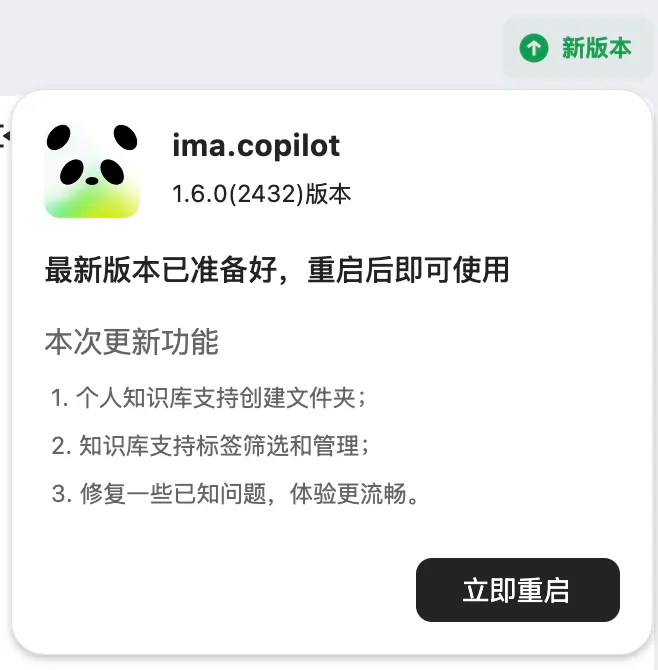 新版本
ima.copilot
1.6.0(2432)版本
最新版本已准备好，重启后即可使用
本次更新功能
1. 个人知识库支持创建文件夹；
2. 知识库支持标签筛选和管理；
3. 修复一些已知问题，体验更流畅。
立即重启